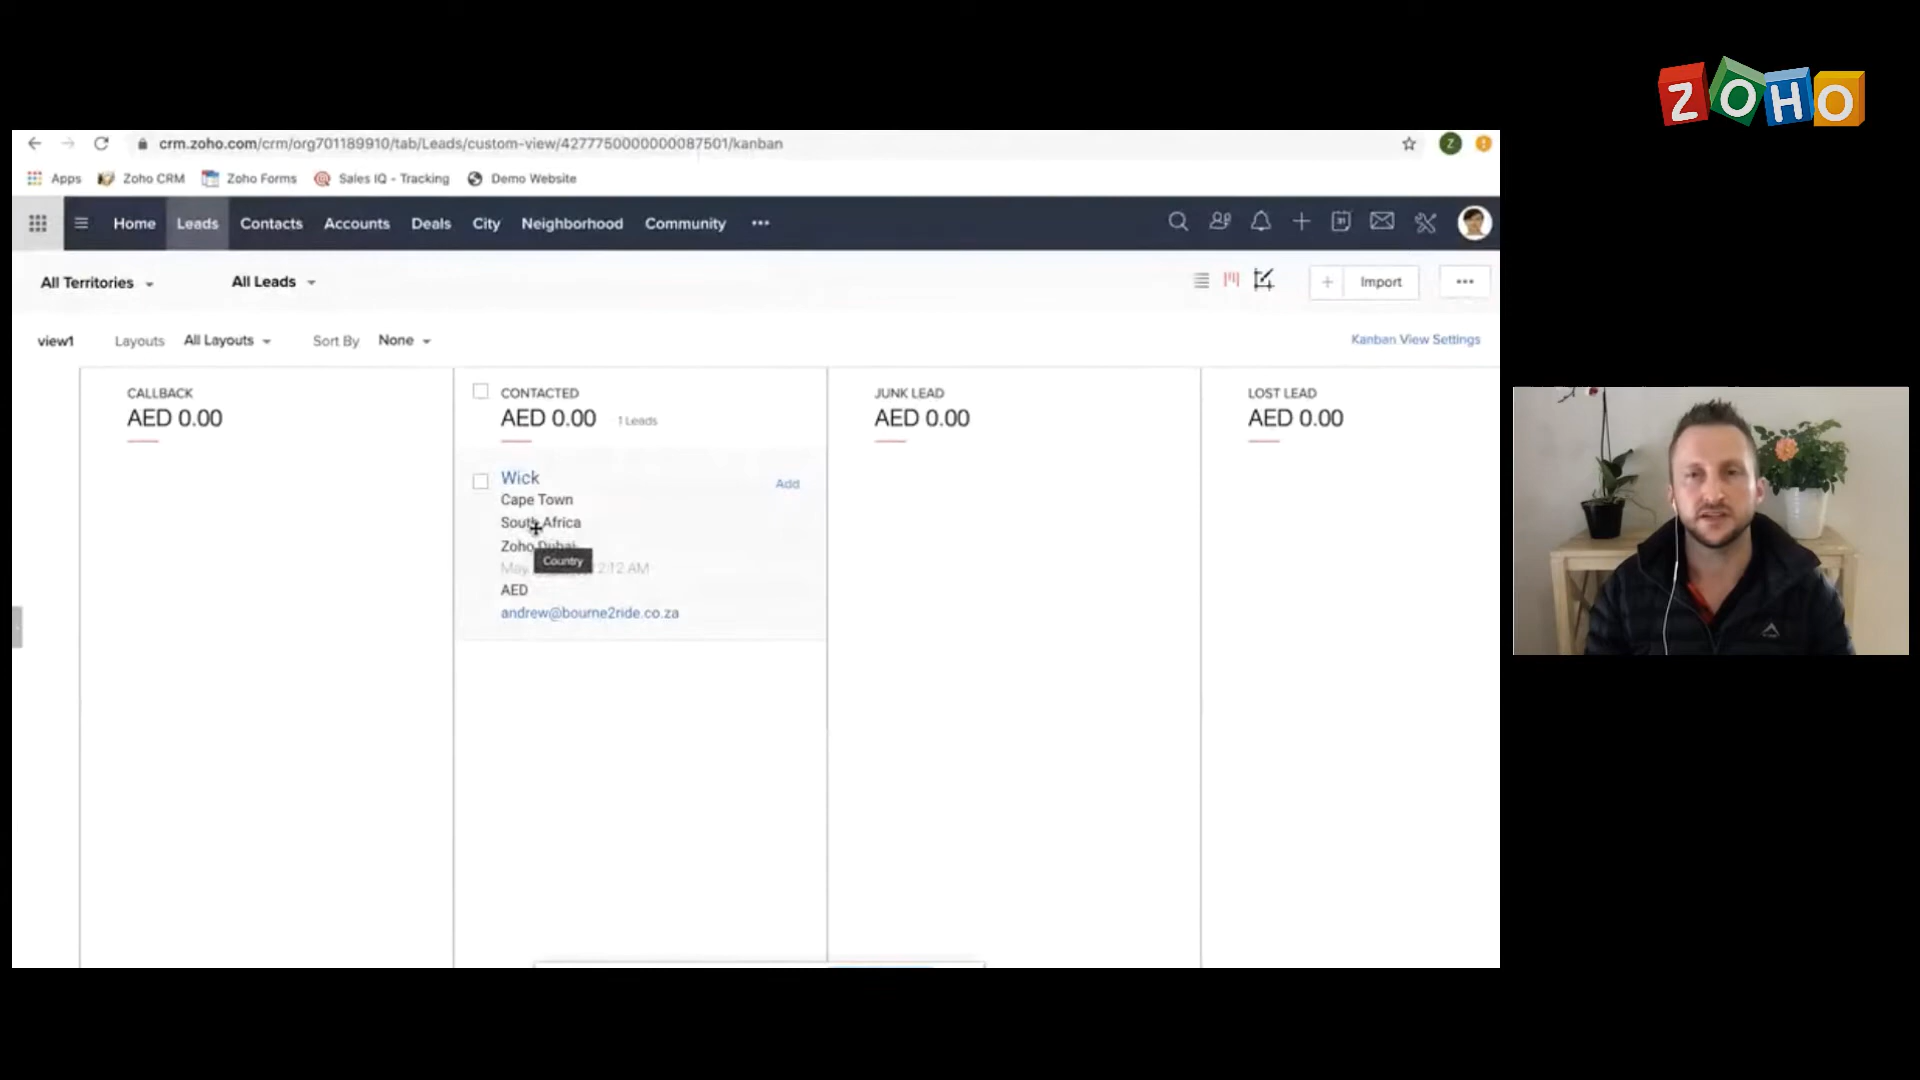 ZOHO
crm.zoho.com/crm/org701189910/tab/Leads/custom-view/4277750000000087501/kanban
Z
Apps Zoho CRM Zoho Forms Sales IQ - Tracking Demo Website
Home Leads Contacts Accounts Deals City Neighborhood Community
31
All Territories All Leads
+ Import
view1 Layouts All Layouts Sort By None Kanban View Settings
CALLBACK
AED 0.00
CONTACTED
AED 0.00 1 Leads
JUNK LEAD
AED 0.00
LOST LEAD
AED 0.00
Wick Add
Cape Town
South Africa
Zoho Dubai
Country
May 2:12 AM
AED
andrew@bourne2ride.co.za